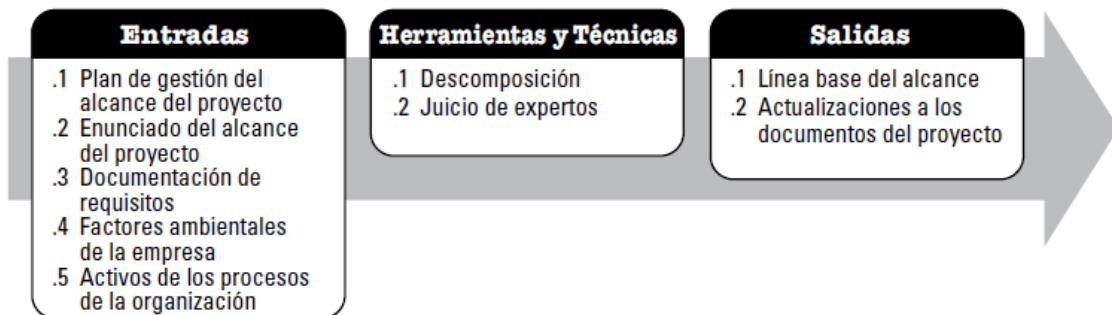 Entradas
.1 Plan de gestión del
alcance del proyecto
.2 Enunciado del alcance
del proyecto
.3 Documentación de
requisitos
.4 Factores ambientales
de la empresa
.5 Activos de los procesos
de la organización
Herramientas y Técnicas
.1 Descomposición
.2 Juicio de expertos
Salidas
.1 Línea base del alcance
.2 Actualizaciones a los
documentos del proyecto